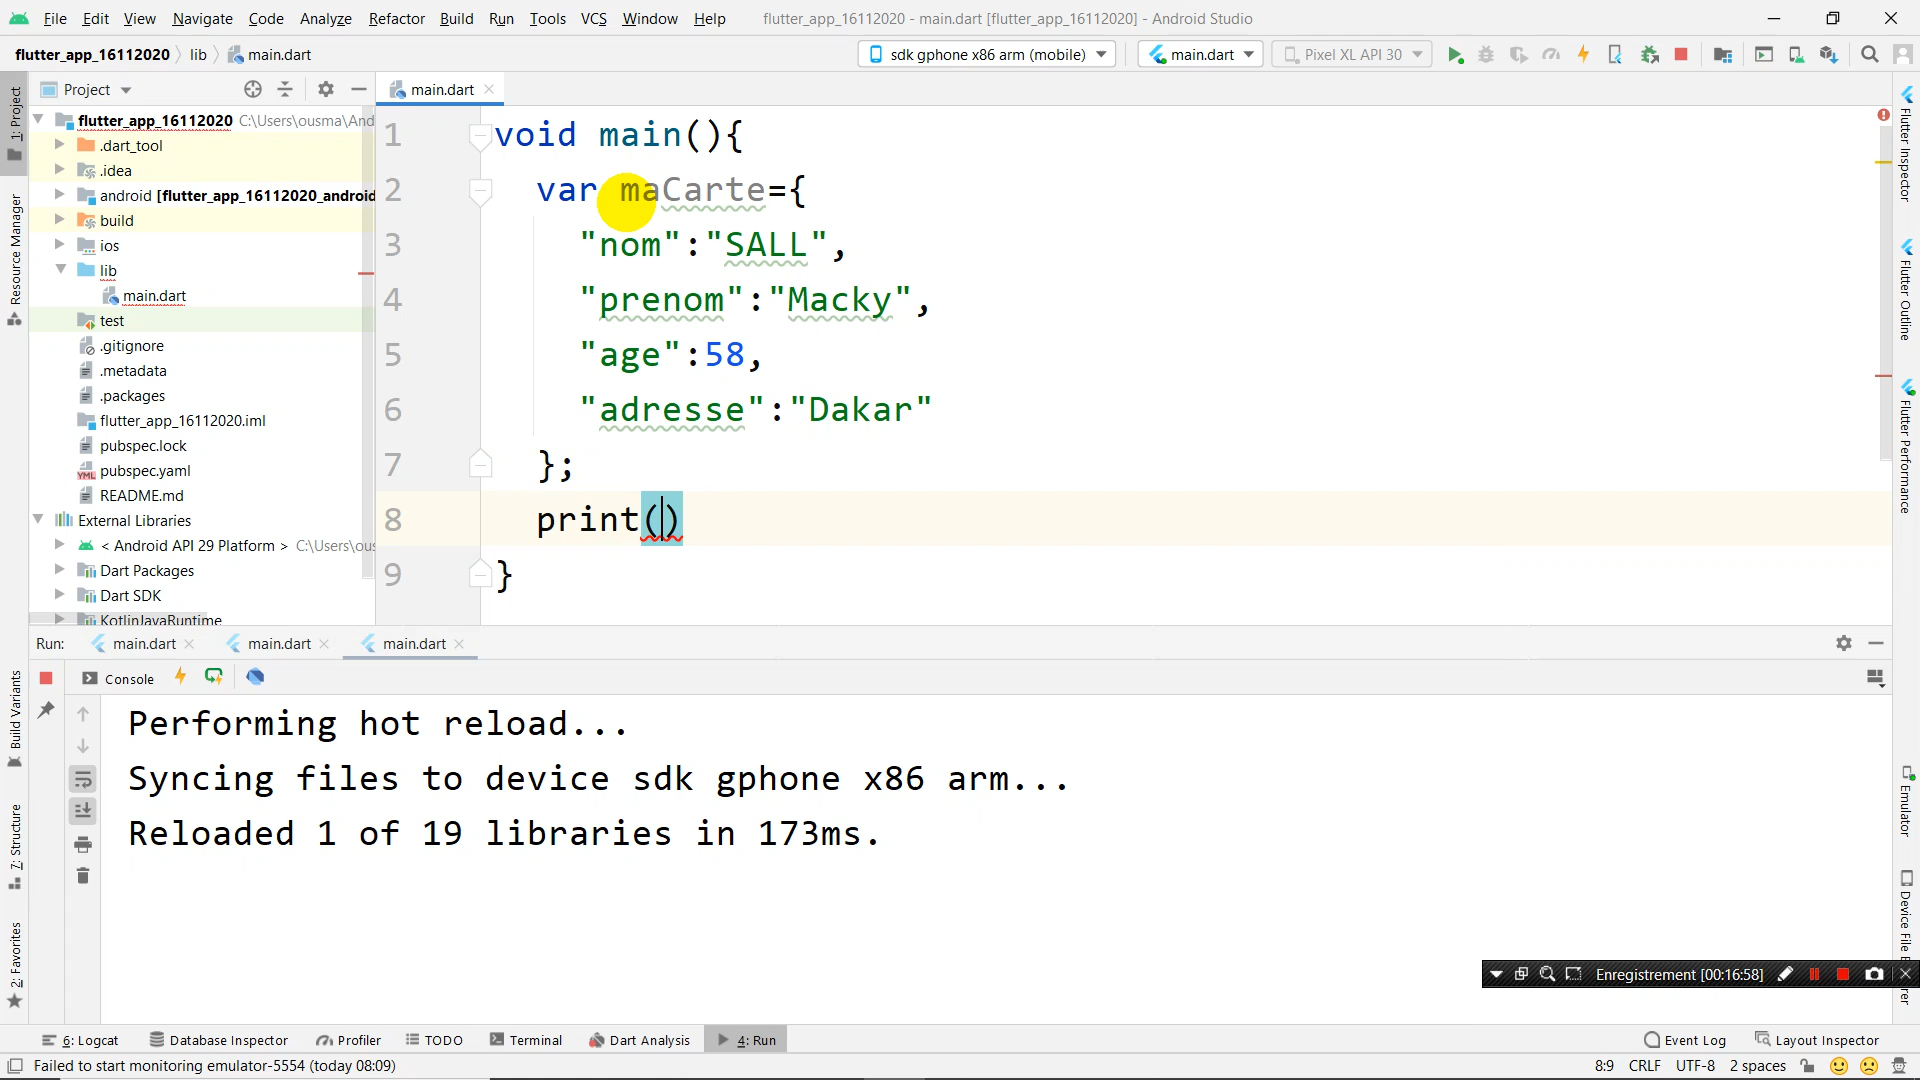 File Edit View Navigate Code Analyze Refactor Build Run Tools VCS Window Help flutter_app_16112020 - main.dart [flutter_app_16112020] - Android Studio
flutter_app_16112020 lib main.dart sdk gphone x86 arm (mobile) main.dart Pixel XL API 30
1: Project
Resource Manager
Build Variants
7: Structure
2: Favorites
Project
flutter_app_16112020 C:\Users\ousma\And
.dart_tool
.idea
android [flutter_app_16112020_android
build
ios
lib
main.dart
test
.gitignore
.metadata
.packages
flutter_app_16112020.iml
pubspec.lock
pubspec.yaml
README.md
External Libraries
< Android API 29 Platform > C:\Users\ous
Dart Packages
Dart SDK
KotlinJavaRuntime
main.dart
1 void main(){
2 var maCarte={
3 "nom":"SALL",
4 "prenom":"Macky",
5 "age":58,
6 "adresse":"Dakar"
7 };
8 print()
9 }
Flutter Inspector
Flutter Outline
Flutter Performance
Emulator
Run: main.dart main.dart main.dart
Console
Performing hot reload...
Syncing files to device sdk gphone x86 arm...
Reloaded 1 of 19 libraries in 173ms.
Enregistrement [00:16:58]
6: Logcat Database Inspector Profiler TODO Terminal Dart Analysis 4: Run Event Log Layout Inspector
Failed to start monitoring emulator-5554 (today 08:09) 8:9 CRLF UTF-8 2 spaces